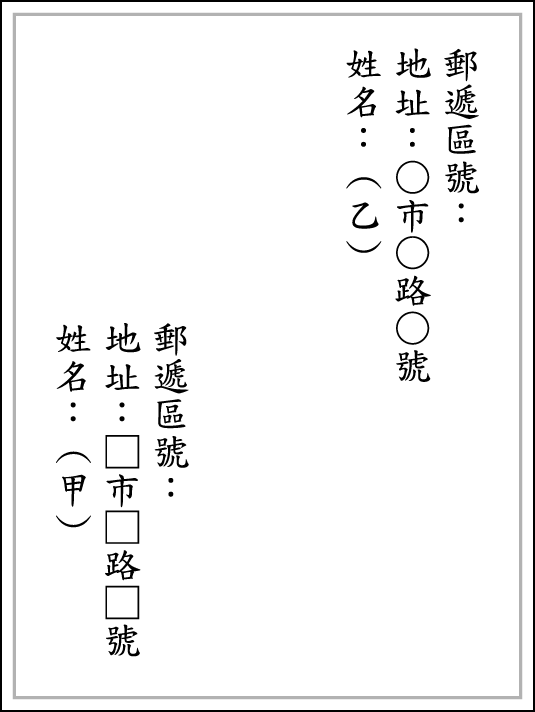 郵遞區號：
地址：○市○路○號
姓名：（乙）
郵遞區號：
地址：□市□路□號
姓名：（甲）